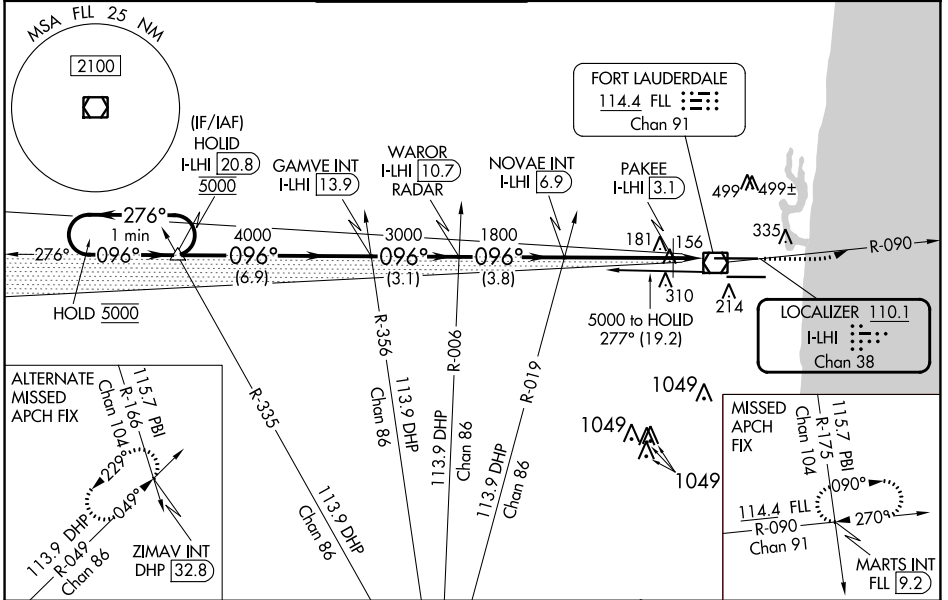 MSA FLL 25 NM
2100
(IF/IAF)
HOLID
I-LHI 20.8
5000
GAMVE INT
I-LHI 13.9
WAROR
I-LHI 10.7
RADAR
NOVAE INT
I-LHI 6.9
FORT LAUDERDALE
114.4 FLL
Chan 91
PAKEE
I-LHI 3.1
499
499±
335
181
156
R-090
276°
1 min
276°
096°
4000
096°
(6.9)
3000
096°
(3.1)
1800
096°
(3.8)
HOLD 5000
310
214
5000 to HOLID
277° (19.2)
LOCALIZER 110.1
I-LHI
Chan 38
R-335
113.9 DHP
Chan 86
R-356
113.9 DHP
Chan 86
R-006
113.9 DHP
Chan 86
R-019
113.9 DHP
Chan 86
1049
1049
1049
ALTERNATE
MISSED
APCH FIX
115.7 PBI
R-166
Chan 104
229°
049°
113.9 DHP
R-049
Chan 86
ZIMAV INT
DHP 32.8
MISSED
APCH
FIX
115.7 PBI
R-175
Chan 104
090°
270°
114.4 FLL
R-090
Chan 91
MARTS INT
FLL 9.2